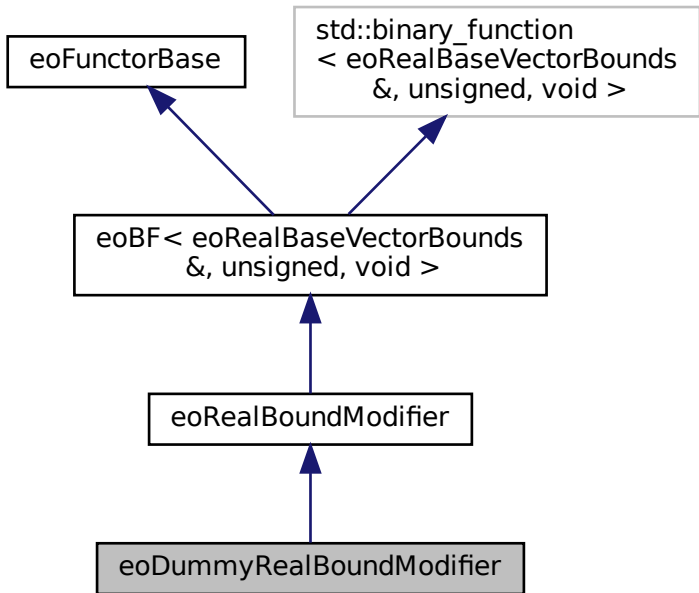 std::binary_function
< eoRealBaseVectorBounds
&, unsigned, void >
eoFunctorBase
eoBF< eoRealBaseVectorBounds
&, unsigned, void >
eoRealBoundModifier
eoDummyRealBoundModifier